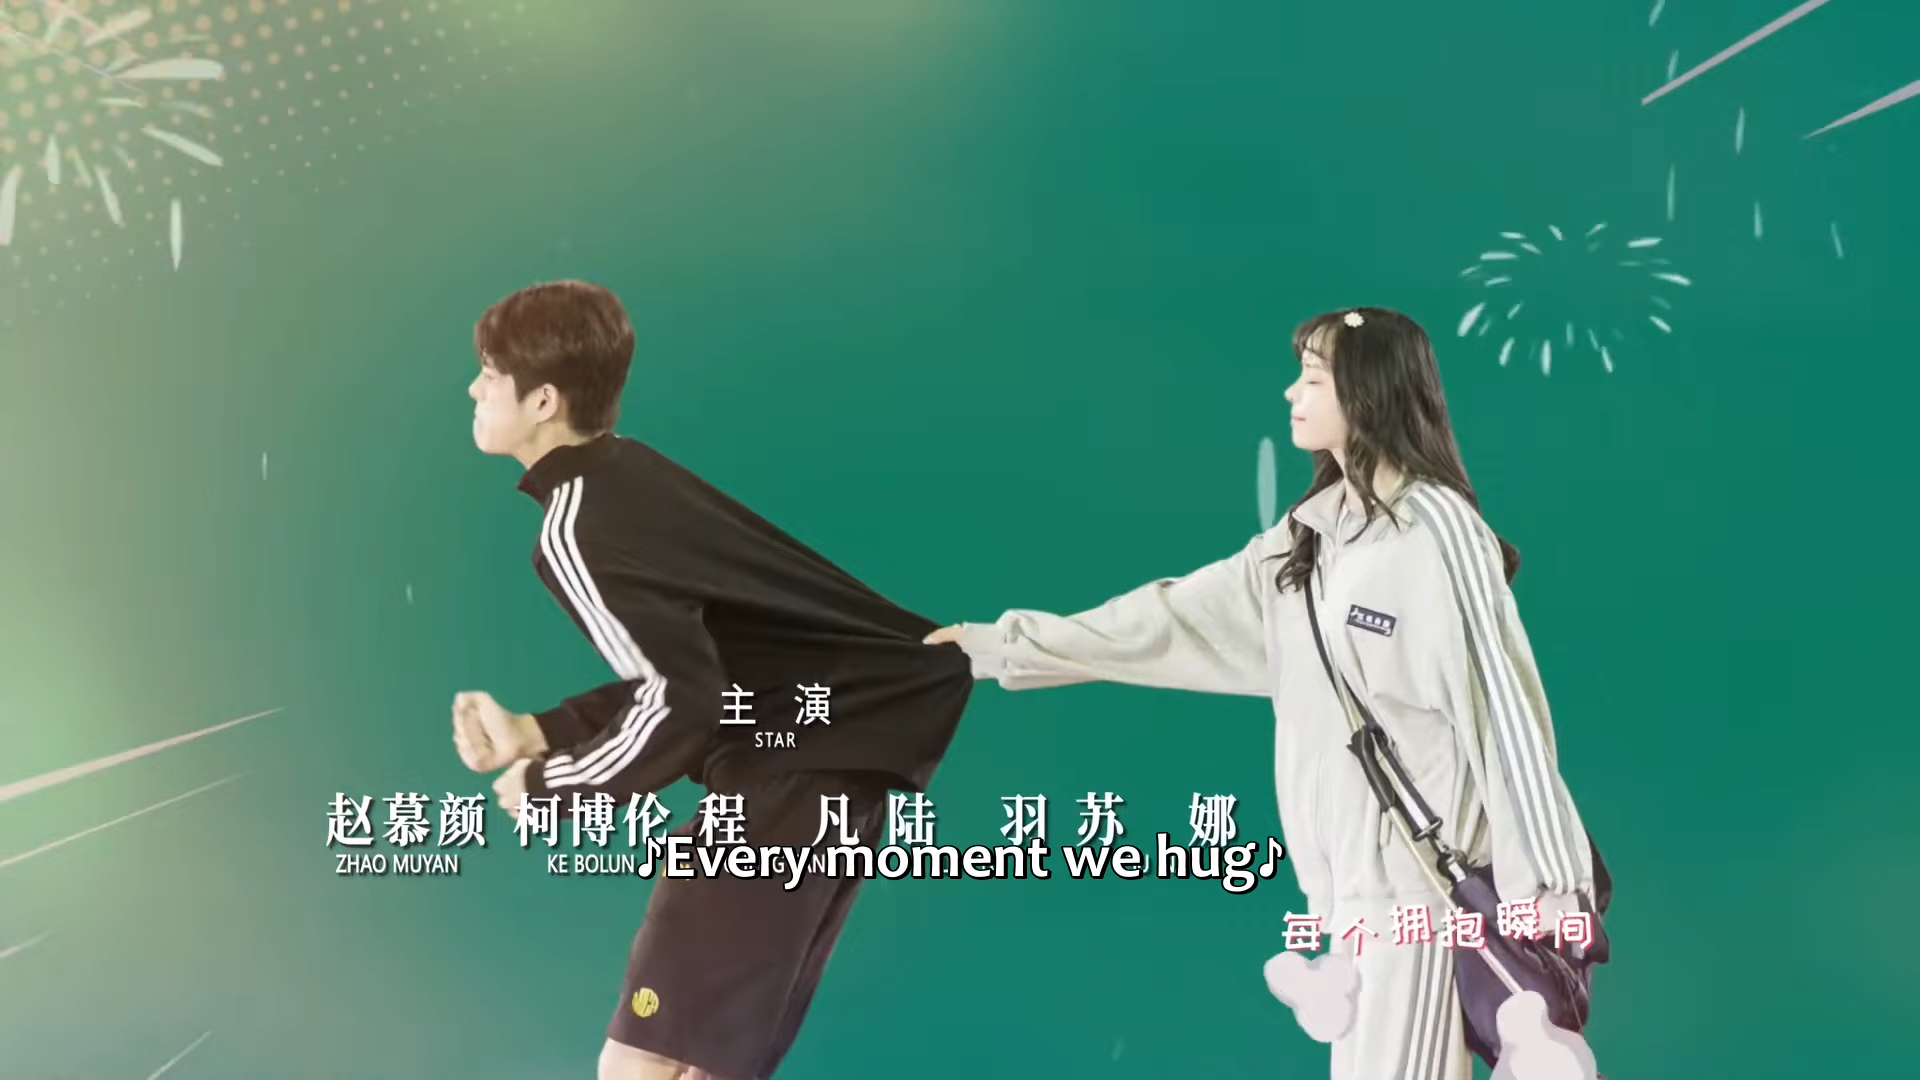 主 演
STAR
赵慕颜 柯博伦 程 凡 陆 羽 苏 娜
ZHAO MUYAN KE BOLUN
♪Every moment we hug♪
每个拥抱瞬间